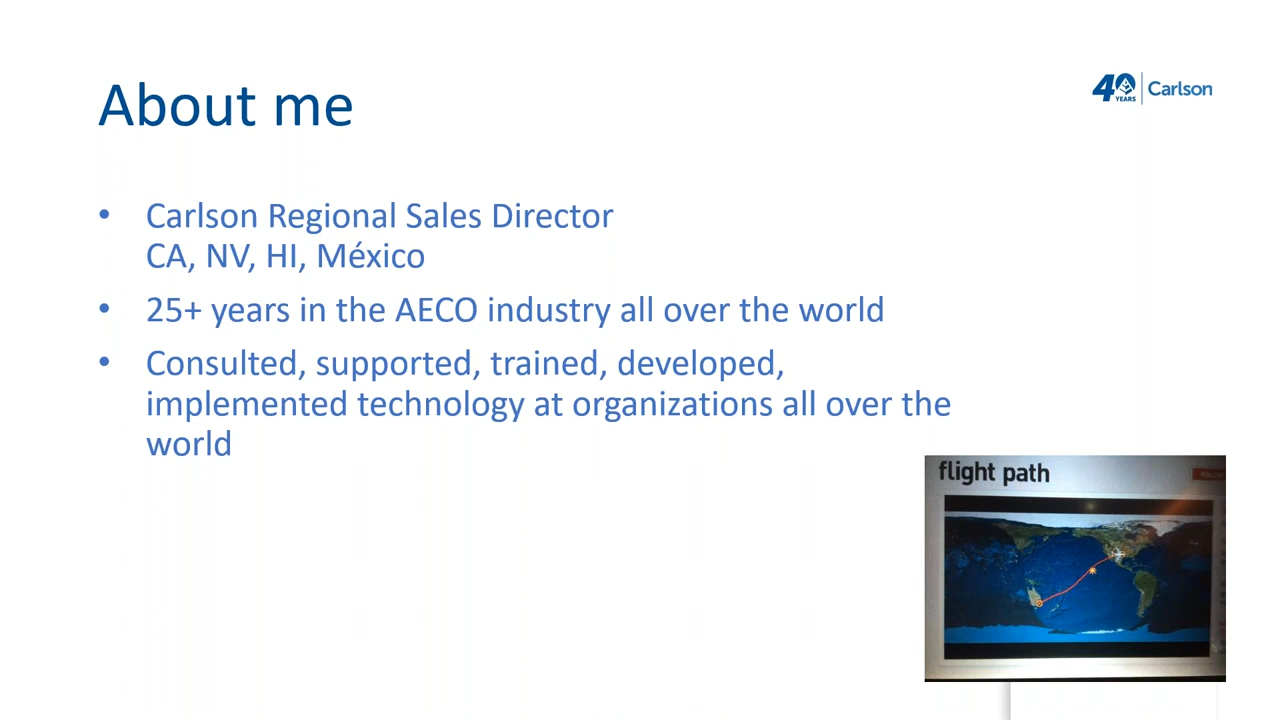 About me
40 YEARS Carlson
• Carlson Regional Sales Director
CA, NV, HI, México
• 25+ years in the AECO industry all over the world
• Consulted, supported, trained, developed,
implemented technology at organizations all over the
world
flight path